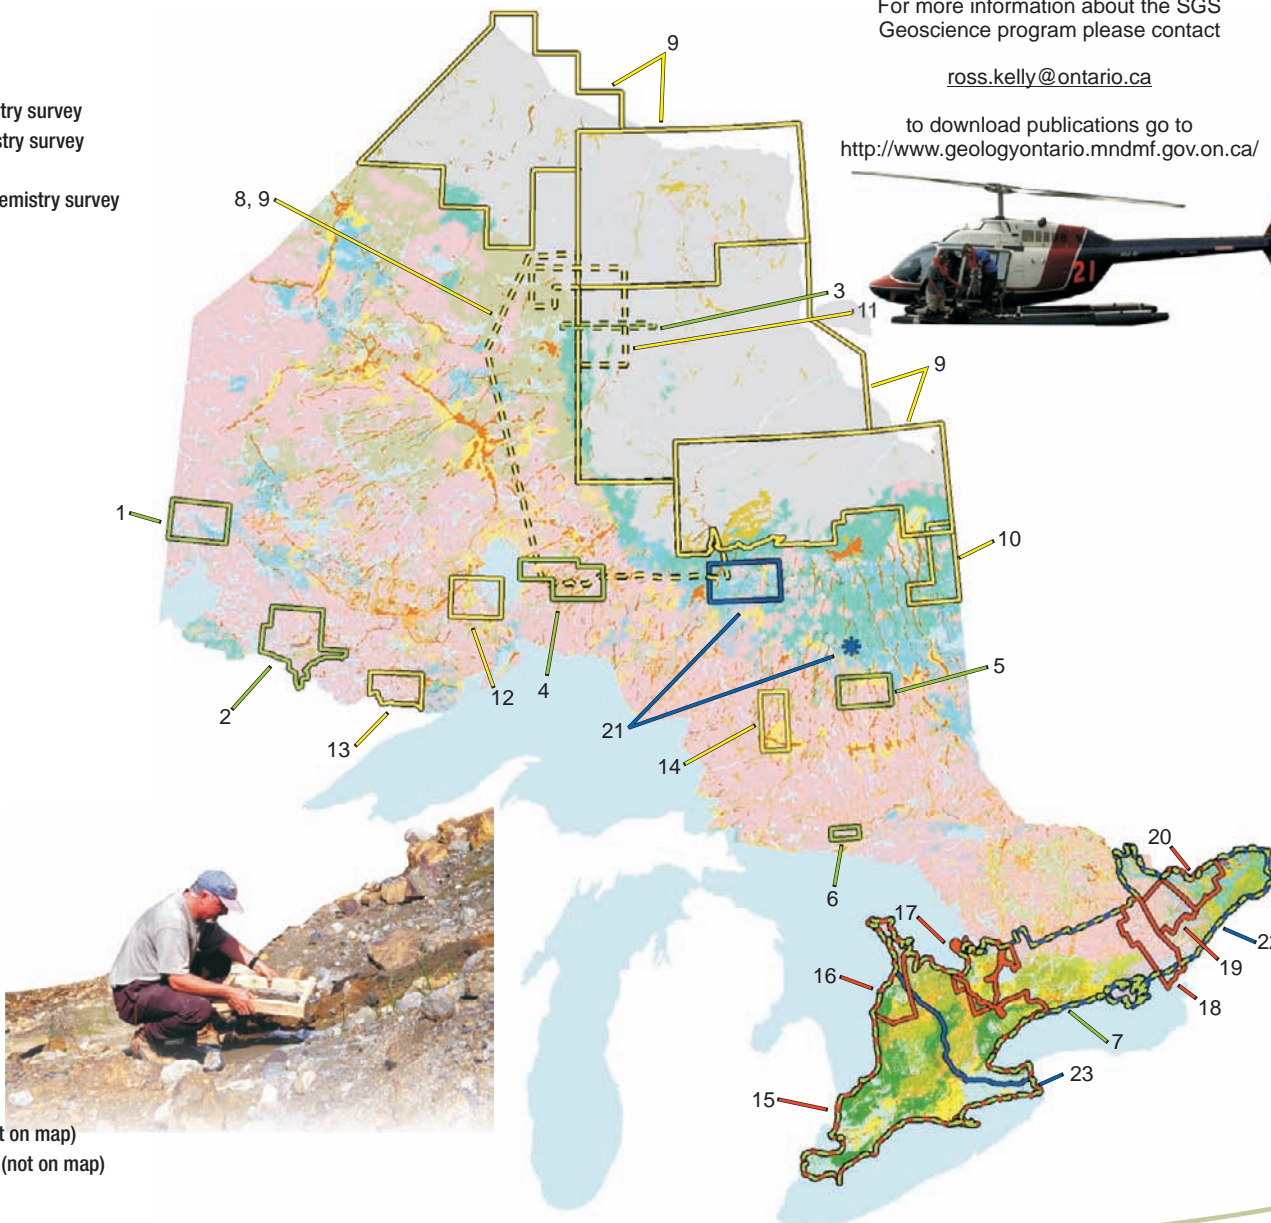 For more information about the SGS
Geoscience program please contact
ross.kelly@ontario.ca
to download publications go to
http://www.geologyontario.mndmf.gov.on.ca/
stry survey
stry survey
emistry survey
9
8, 9
21
3
11
9
1
10
12
4
2
13
5
21
14
6
20
17
22
19
16
18
7
23
15
t on map)
(not on map)